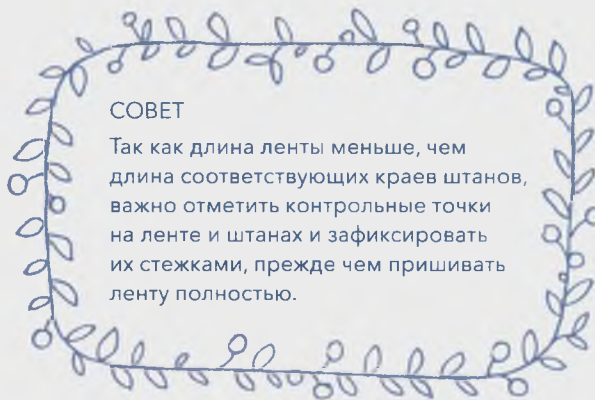 СОВЕТ
Так как длина ленты меньше, чем
длина соответствующих краев штанов,
важно отметить контрольные точки
на ленте и штанах и зафиксировать
их стежками, прежде чем пришивать
ленту полностью.